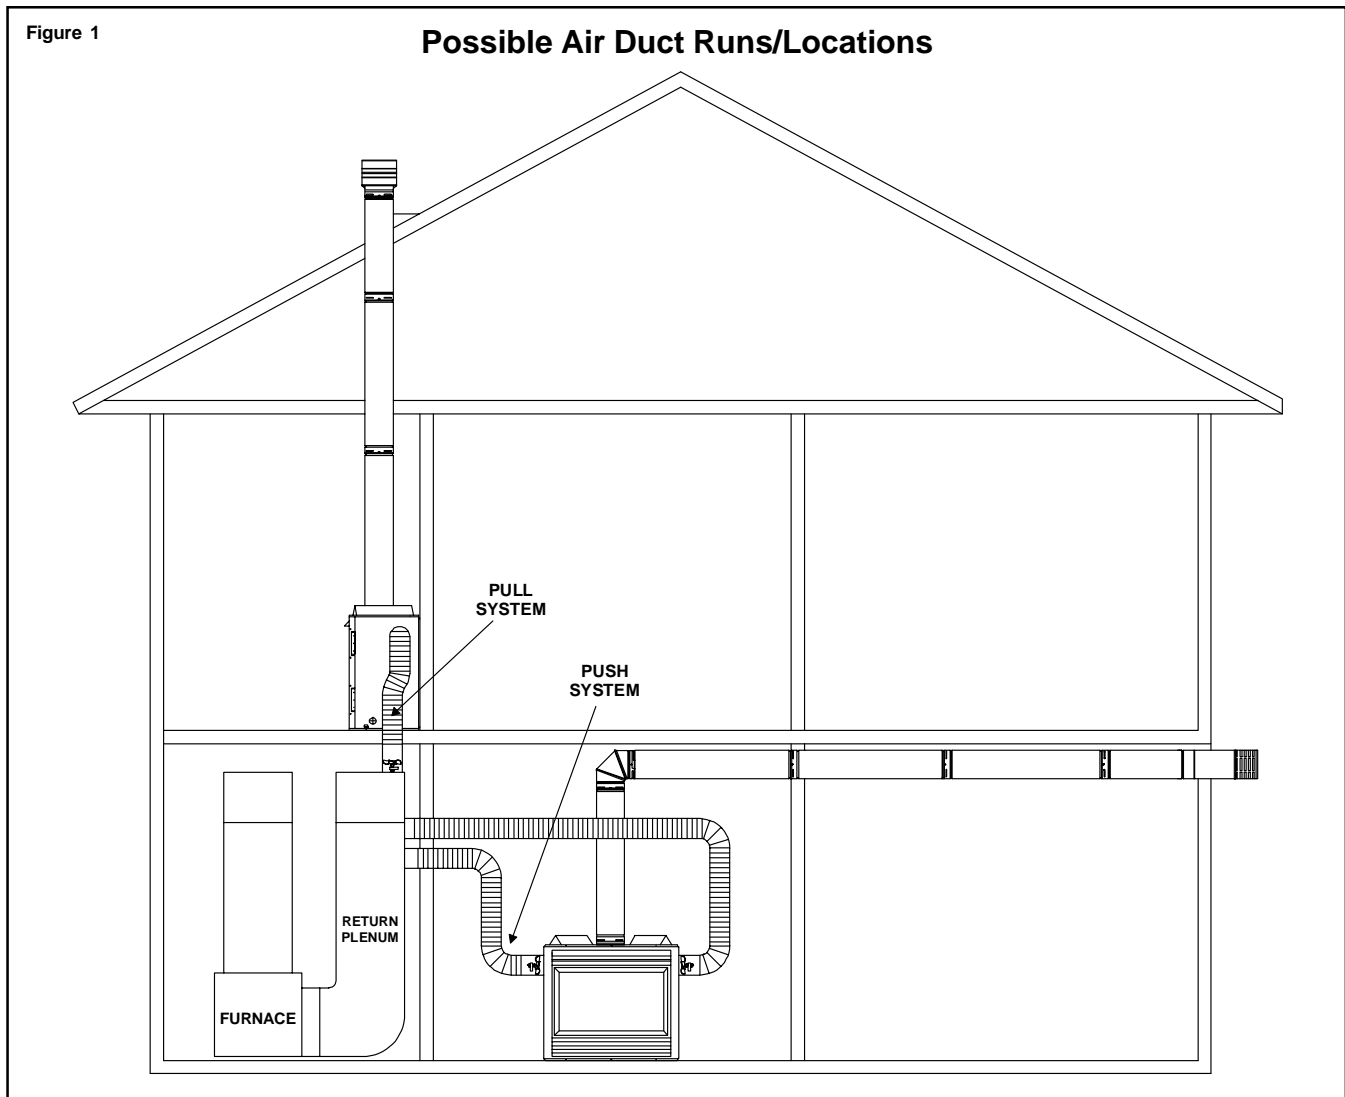 Figure 1
Possible Air Duct Runs/Locations
PULL
SYSTEM
PUSH
SYSTEM
RETURN
PLENUM
FURNACE